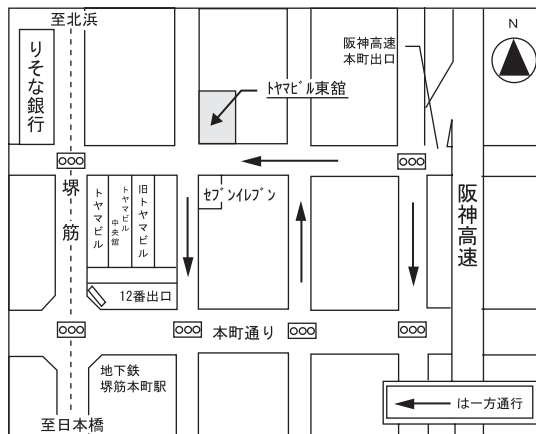 至北浜
りそな銀行
阪神高速
本町出口
N
トヤマビル東館
堺筋
トヤマビル
トヤマビル
中央館
旧トヤマビル
セブンイレブン
阪神高速
12番出口
本町通り
地下鉄
堺筋本町駅
至日本橋
は一方通行